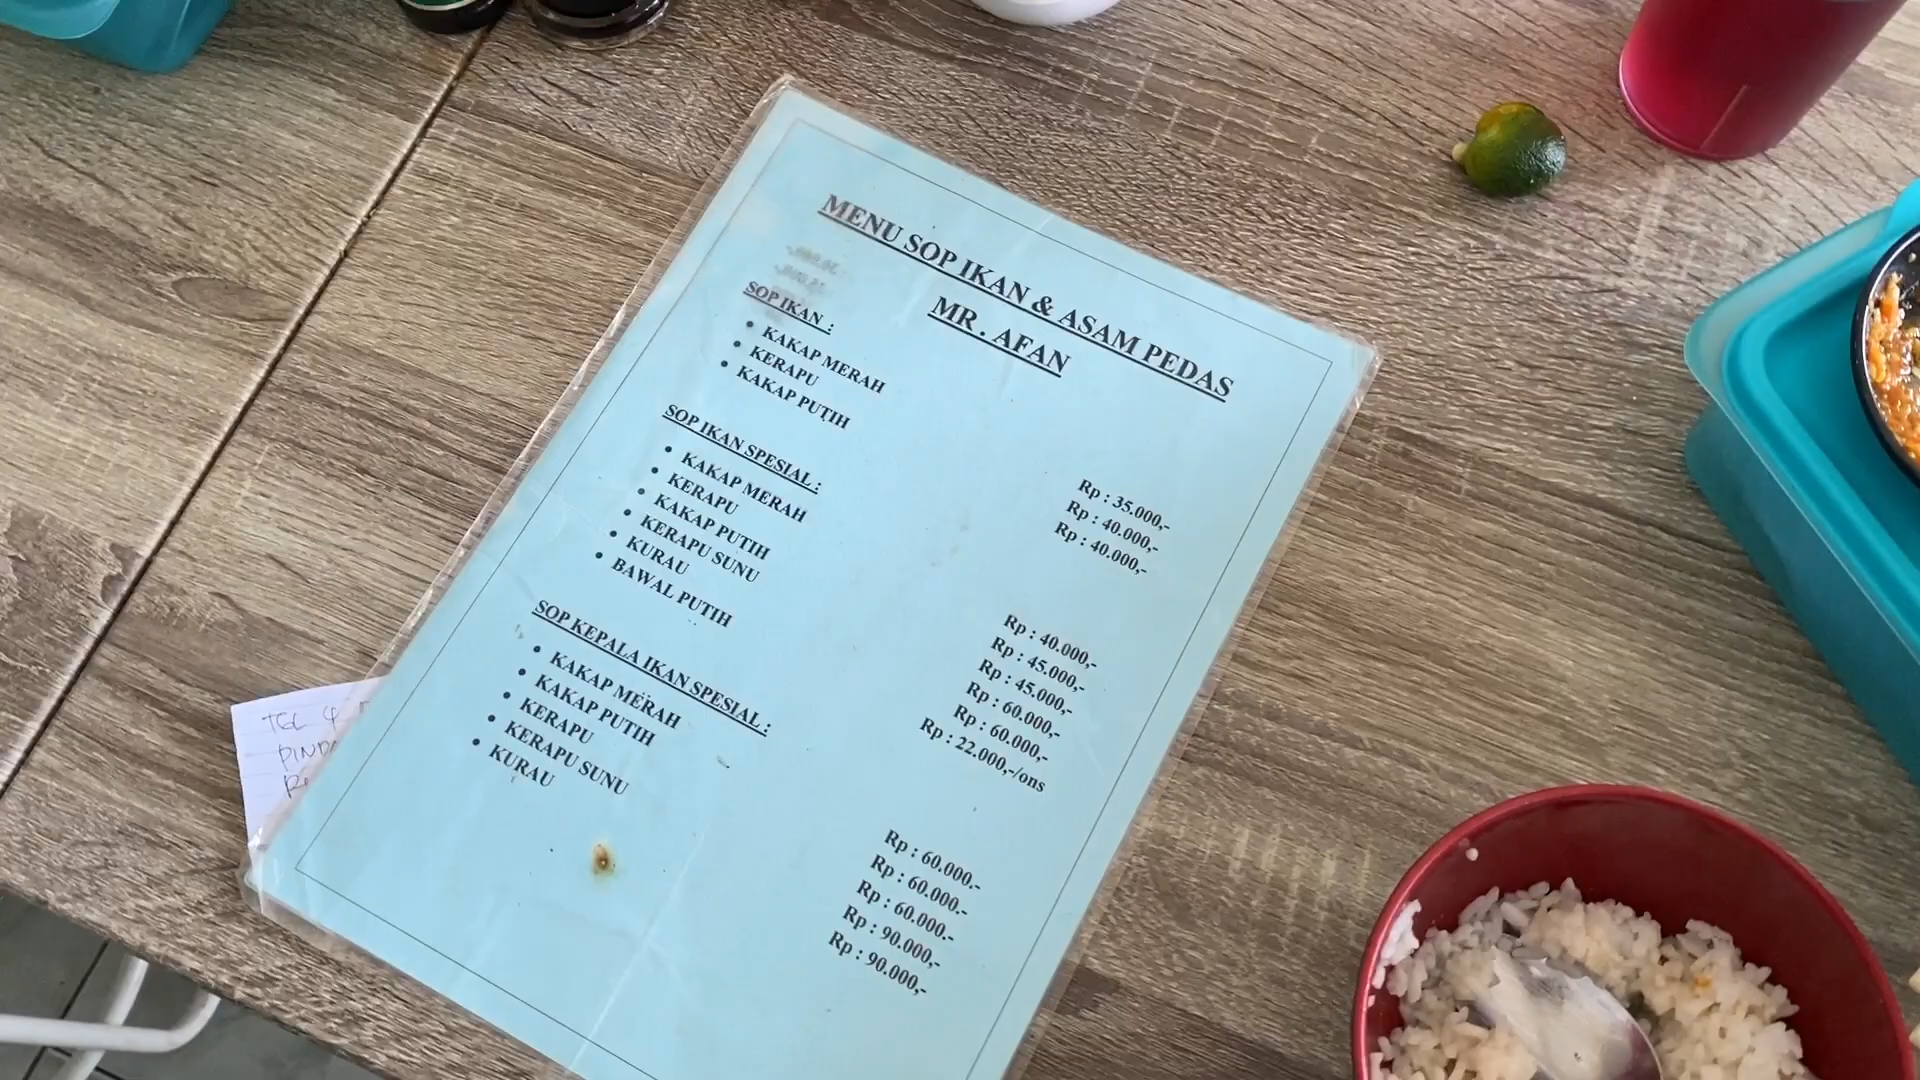 MENU SOP IKAN & ASAM PEDAS
MR. AFAN
SOP IKAN :
• KAKAP MERAH Rp : 35.000,-
• KERAPU Rp : 40.000,-
• KAKAP PUTIH Rp : 40.000,-
SOP IKAN SPESIAL :
• KAKAP MERAH Rp : 40.000,-
• KERAPU Rp : 45.000,-
• KAKAP PUTIH Rp : 45.000,-
• KERAPU SUNU Rp : 60.000,-
• KURAU Rp : 60.000,-
• BAWAL PUTIH Rp : 22.000,-/ons
SOP KEPALA IKAN SPESIAL :
• KAKAP MERAH Rp : 60.000.-
• KAKAP PUTIH Rp : 60.000.-
• KERAPU Rp : 60.000.-
• KERAPU SUNU Rp : 90.000,-
• KURAU Rp : 90.000,-